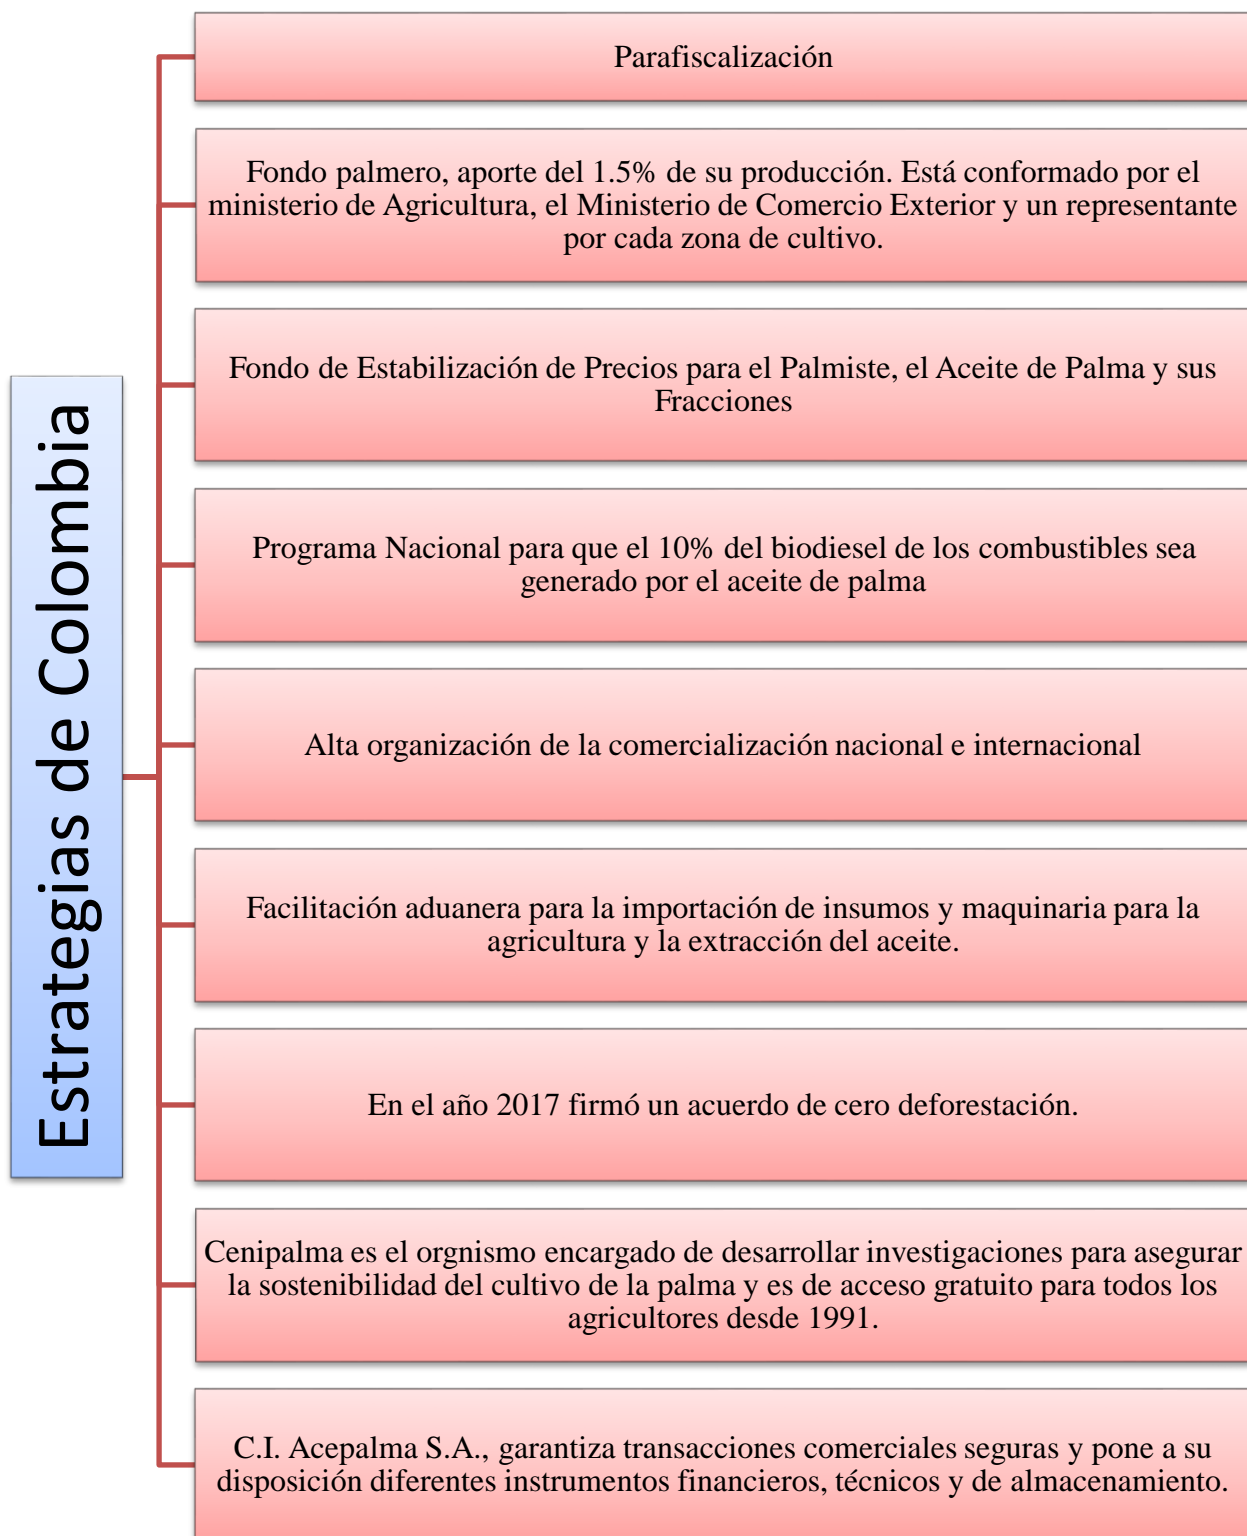 Estrategias de Colombia
Parafiscalización
Fondo palmero, aporte del 1.5% de su producción. Está conformado por el
ministerio de Agricultura, el Ministerio de Comercio Exterior y un representante
por cada zona de cultivo.
Fondo de Estabilización de Precios para el Palmiste, el Aceite de Palma y sus
Fracciones
Programa Nacional para que el 10% del biodiesel de los combustibles sea
generado por el aceite de palma
Alta organización de la comercialización nacional e internacional
Facilitación aduanera para la importación de insumos y maquinaria para la
agricultura y la extracción del aceite.
En el año 2017 firmó un acuerdo de cero deforestación.
Cenipalma es el orgnismo encargado de desarrollar investigaciones para asegurar
la sostenibilidad del cultivo de la palma y es de acceso gratuito para todos los
agricultores desde 1991.
C.I. Acepalma S.A., garantiza transacciones comerciales seguras y pone a su
disposición diferentes instrumentos financieros, técnicos y de almacenamiento.